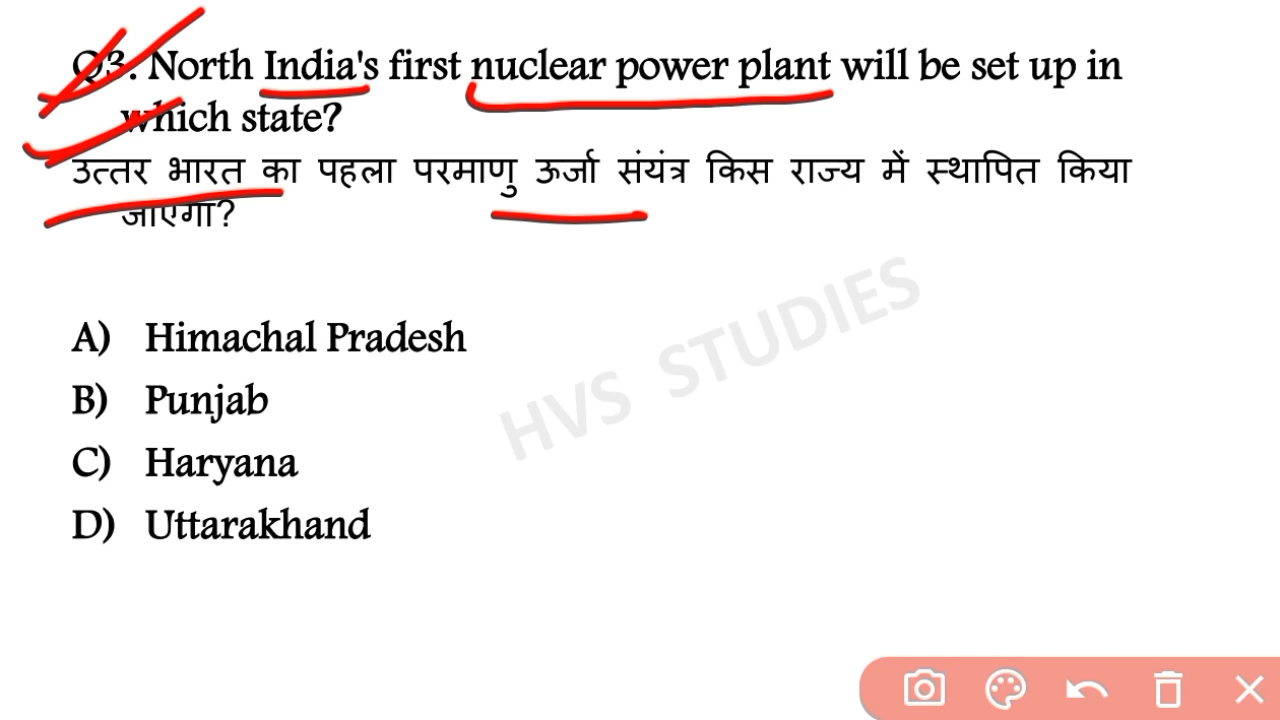 Q3. North India's first nuclear power plant will be set up in
which state?
उत्तर भारत का पहला परमाणु ऊर्जा संयंत्र किस राज्य में स्थापित किया
जाएगा?
HVS STUDIES
A) Himachal Pradesh
B) Punjab
C) Haryana
D) Uttarakhand